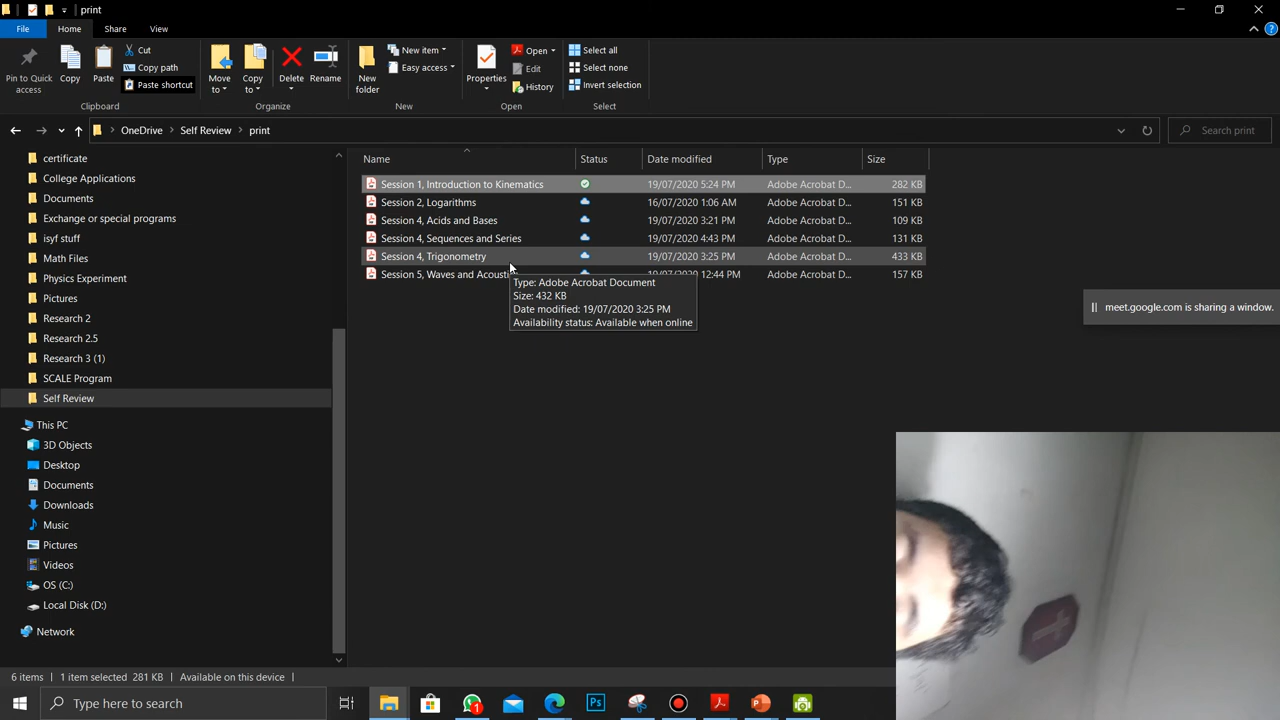 print
File Home Share View
Pin to Quick access
Copy
Paste
Cut
Copy path
Paste shortcut
Clipboard
Move to
Copy to
Delete
Rename
Organize
New folder
New item
Easy access
New
Properties
Open
Edit
History
Open
Select all
Select none
Invert selection
Select
OneDrive Self Review print
Search print
certificate
College Applications
Documents
Exchange or special programs
isyf stuff
Math Files
Physics Experiment
Pictures
Research 2
Research 2.5
Research 3 (1)
SCALE Program
Self Review
This PC
3D Objects
Desktop
Documents
Downloads
Music
Pictures
Videos
OS (C:)
Local Disk (D:)
Network
Name Status Date modified Type Size
Session 1, Introduction to Kinematics 19/07/2020 5:24 PM Adobe Acrobat D... 282 KB
Session 2, Logarithms 16/07/2020 1:06 AM Adobe Acrobat D... 151 KB
Session 4, Acids and Bases 19/07/2020 3:21 PM Adobe Acrobat D... 109 KB
Session 4, Sequences and Series 19/07/2020 4:43 PM Adobe Acrobat D... 131 KB
Session 4, Trigonometry 19/07/2020 3:25 PM Adobe Acrobat D... 433 KB
Session 5, Waves and 12:44 PM Adobe Acrobat D... 157 KB
Type: Adobe Acrobat Document
Size: 432 KB
Date modified: 19/07/2020 3:25 PM
Availability status: Available when online
meet.google.com is sharing a window.
6 items 1 item selected 281 KB Available on this device
Type here to search
1
Ps